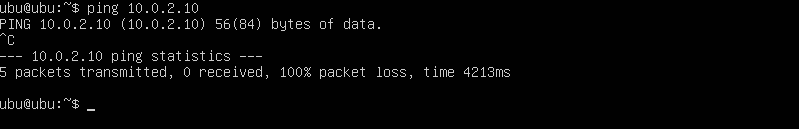 ubu@ubu:~$ ping 10.0.2.10
PING 10.0.2.10 (10.0.2.10) 56(84) bytes of data.
^C
--- 10.0.2.10 ping statistics ---
5 packets transmitted, 0 received, 100% packet loss, time 4213ms
ubu@ubu:~$ _